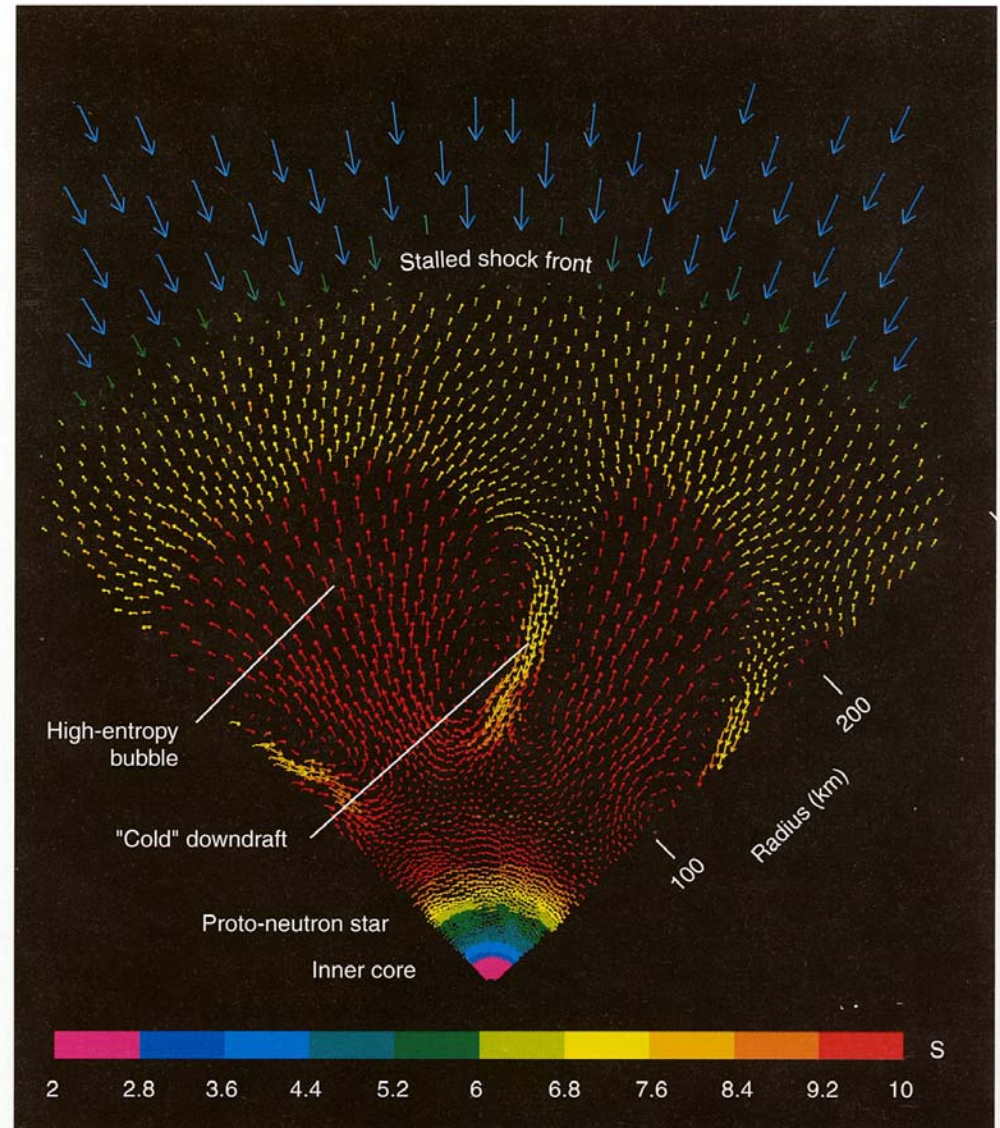 Stalled shock front
High-entropy
bubble
"Cold" downdraft
Proto-neutron star
Inner core
200
Radius (km)
100
S
2 2.8 3.6 4.4 5.2 6 6.8 7.6 8.4 9.2 10